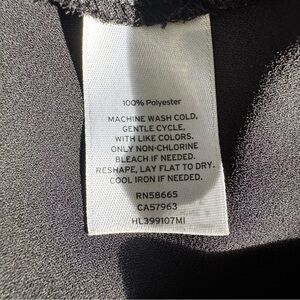 100% Polyester
MACHINE WASH COLD,
GENTLE CYCLE,
WITH LIKE COLORS.
ONLY NON-CHLORINE
BLEACH IF NEEDED.
RESHAPE, LAY FLAT TO DRY.
COOL IRON IF NEEDED.
RN58665
CA57963
HL399107MI